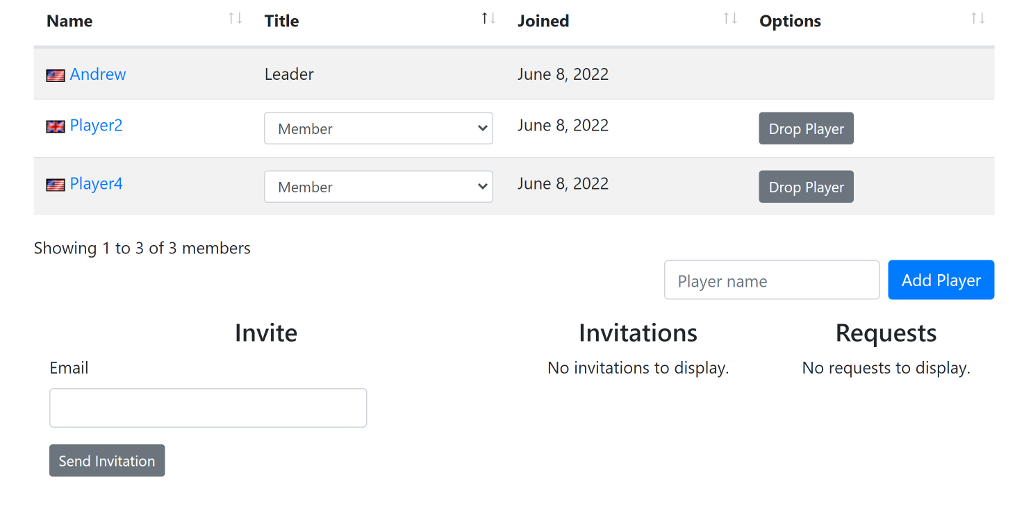 Name Title Joined Options
Andrew Leader June 8, 2022
Player2 Member June 8, 2022 Drop Player
Player4 Member June 8, 2022 Drop Player
Showing 1 to 3 of 3 members
Player name Add Player
Invite Invitations Requests
Email No invitations to display. No requests to display.
Send Invitation